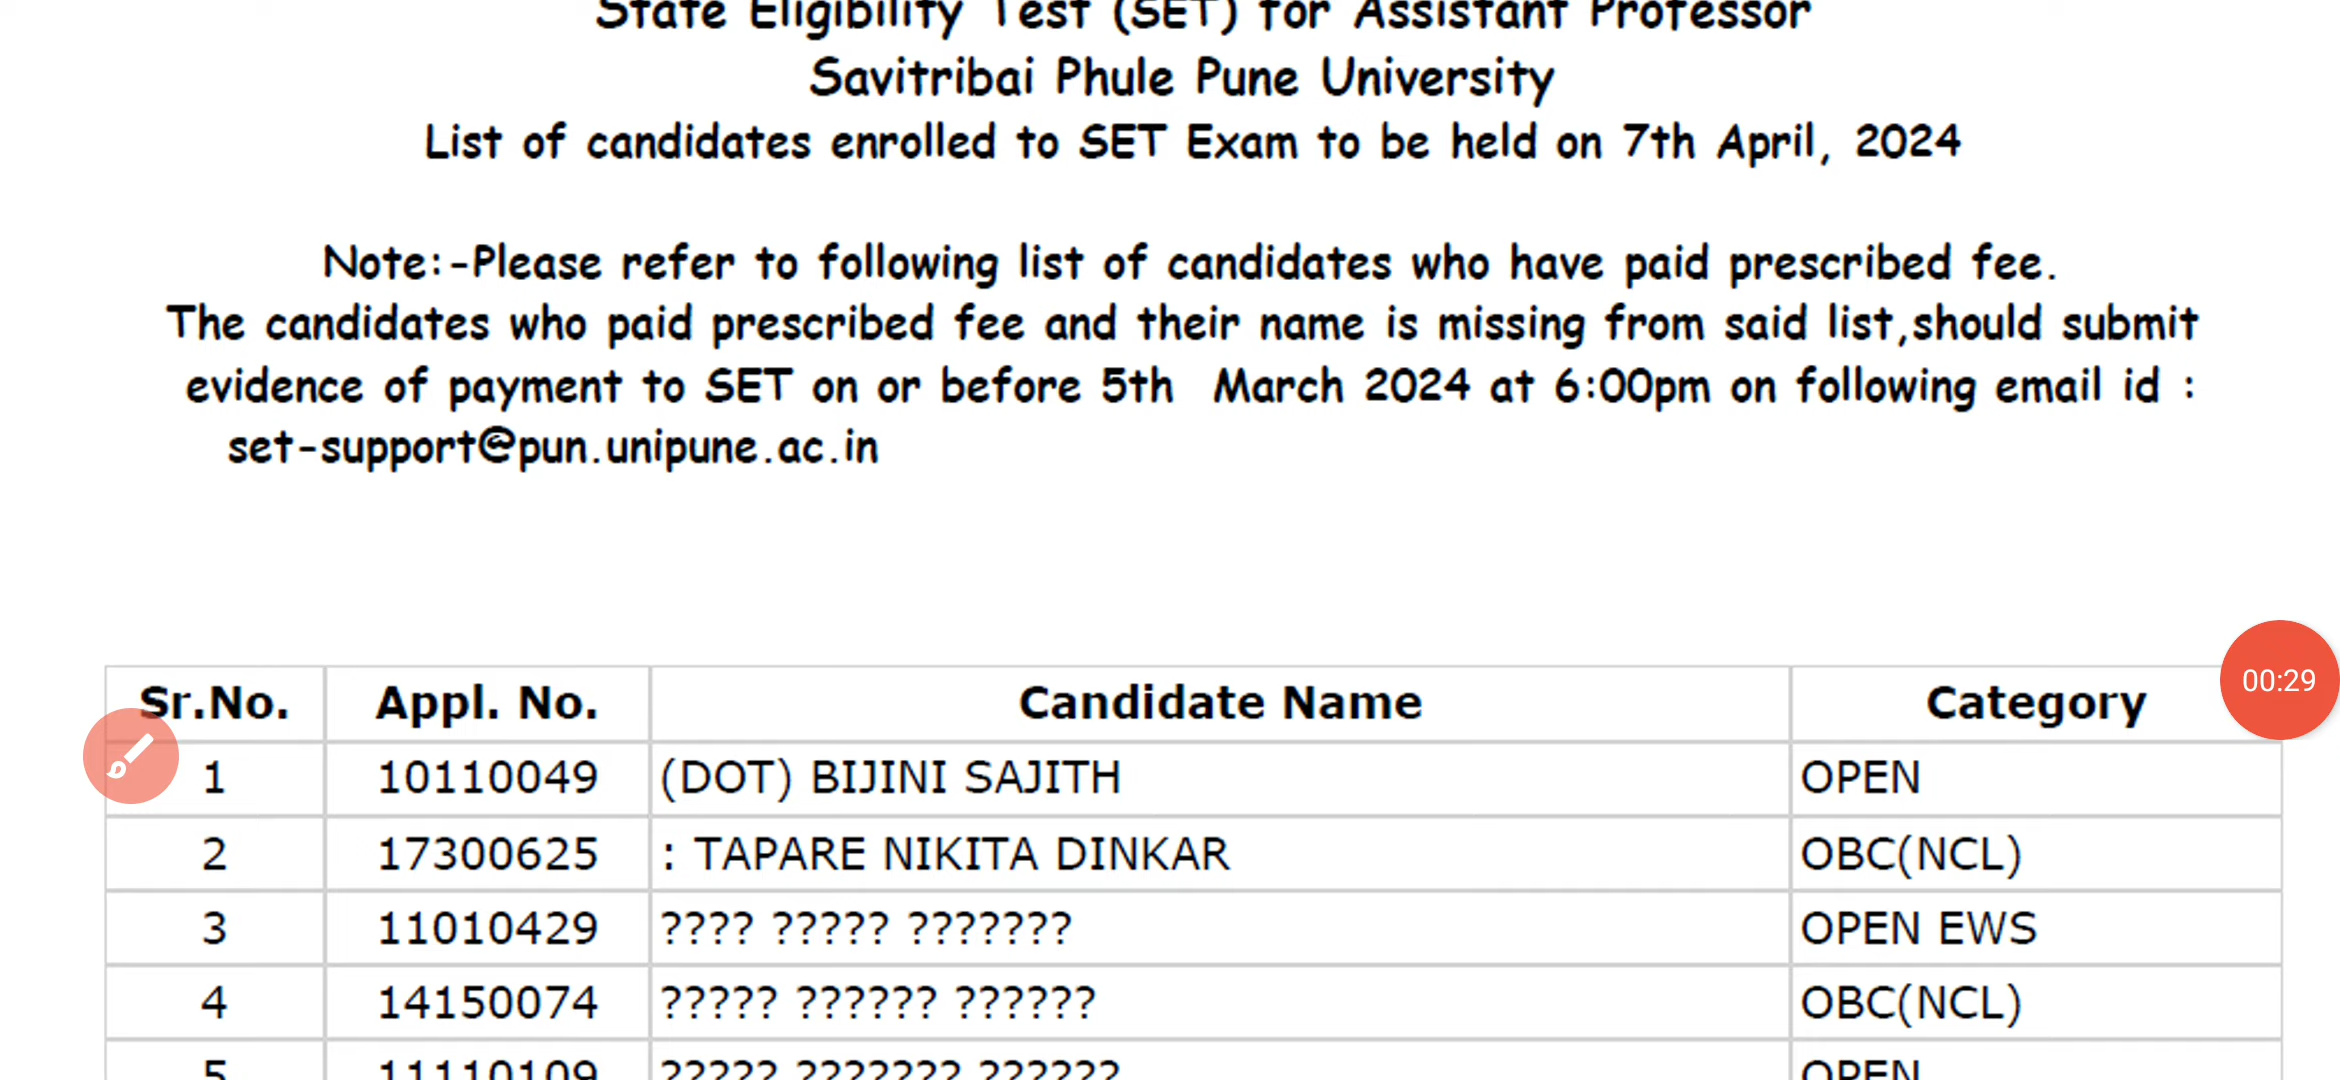 State Eligibility Test (SET) for Assistant Professor
Savitribai Phule Pune University
List of candidates enrolled to SET Exam to be held on 7th April, 2024
Note:-Please refer to following list of candidates who have paid prescribed fee.
The candidates who paid prescribed fee and their name is missing from said list,should submit
evidence of payment to SET on or before 5th March 2024 at 6:00pm on following email id :
set-support@pun.unipune.ac.in
Sr.No. Appl. No. Candidate Name Category
00:29
1 10110049 (DOT) BIJINI SAJITH OPEN
2 17300625 : TAPARE NIKITA DINKAR OBC(NCL)
3 11010429 ???? ????? ??????? OPEN EWS
4 14150074 ????? ?????? ?????? OBC(NCL)
5 11110109 ????? ??????? ?????? OPEN